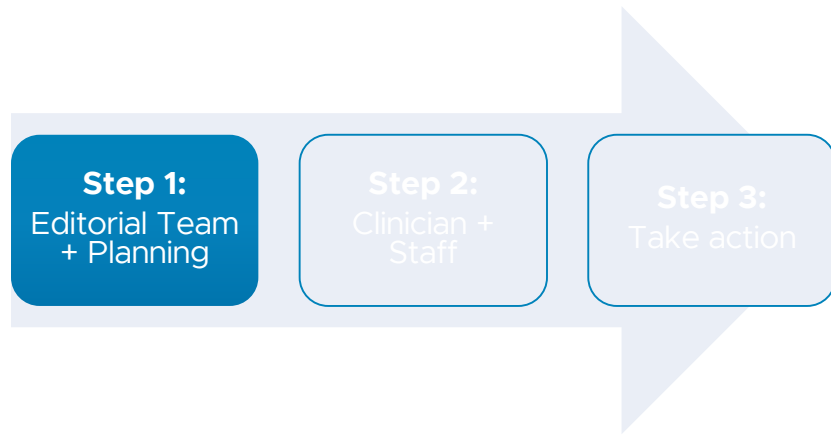 Step 1:
Editorial Team
+ Planning
Step 2:
Clinician +
Staff
Step 3:
Take action